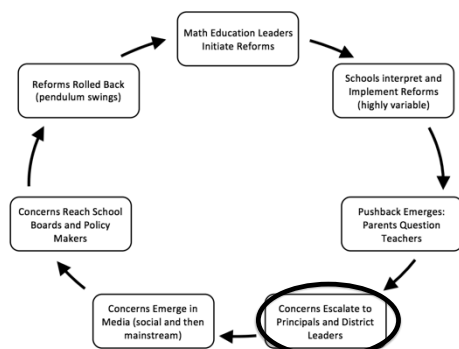 Math Education Leaders
Initiate Reforms
Schools interpret and
Implement Reforms
(highly variable)
Pushback Emerges:
Parents Question
Teachers
Concerns Escalate to
Principals and District
Leaders
Concerns Emerge in
Media (social and then
mainstream)
Concerns Reach School
Boards and Policy
Makers
Reforms Rolled Back
(pendulum swings)